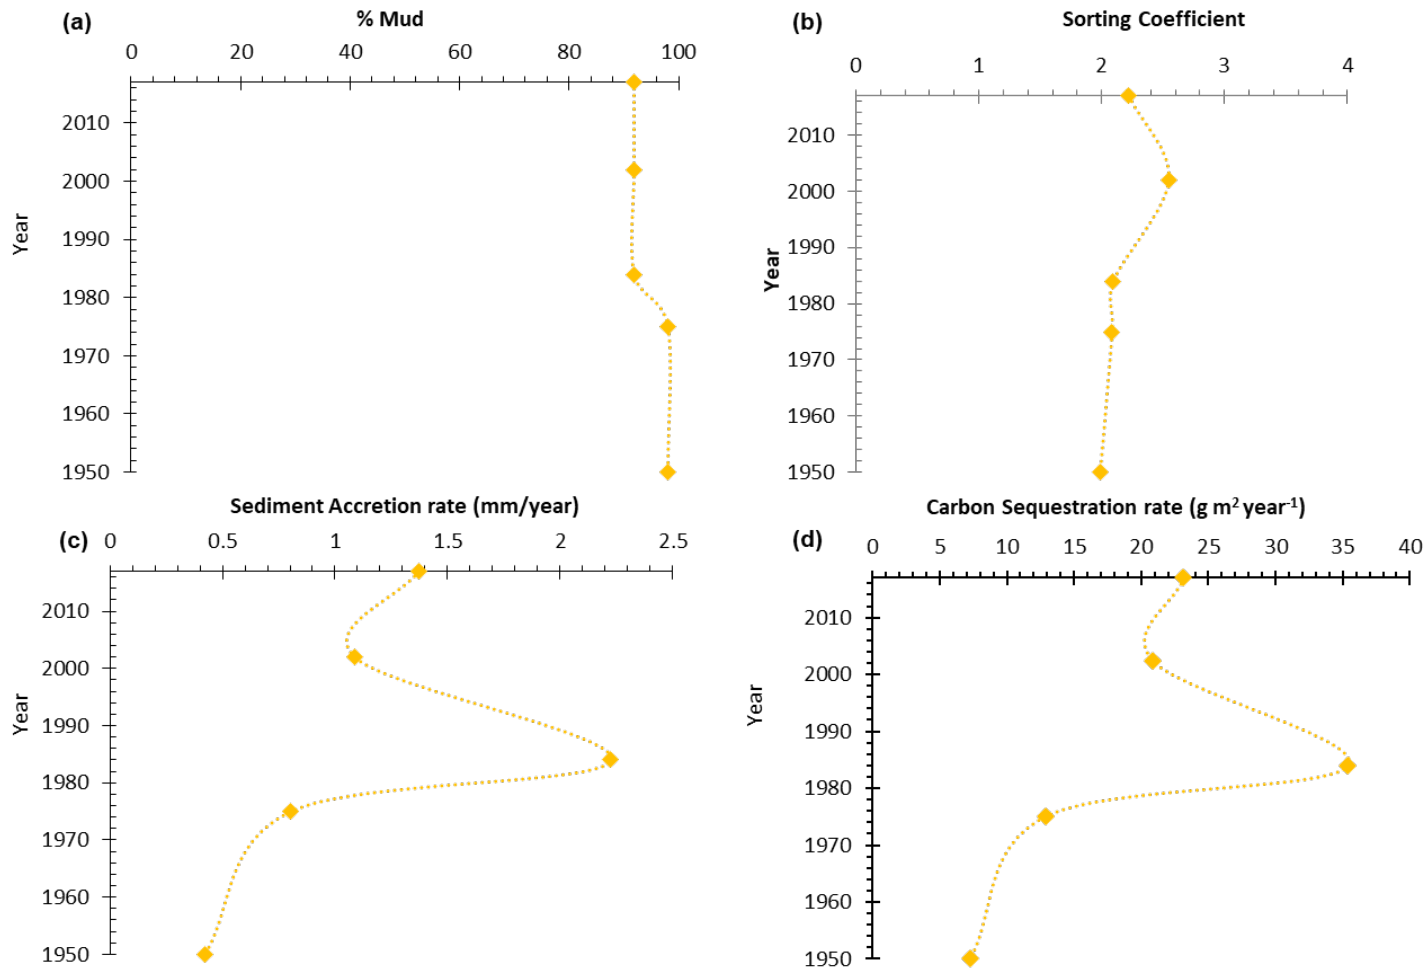 (a)
% Mud
0 20 40 60 80 100
2010
2000
1990
1980
1970
1960
1950
Year
(b)
Sorting Coefficient
0 1 2 3 4
2010
2000
1990
1980
1970
1960
1950
Year
Sediment Accretion rate (mm/year)
(c)
0 0.5 1 1.5 2 2.5
2010
2000
1990
1980
1970
1960
1950
Year
Carbon Sequestration rate (g m² year⁻¹)
(d)
0 5 10 15 20 25 30 35 40
2010
2000
1990
1980
1970
1960
1950
Year